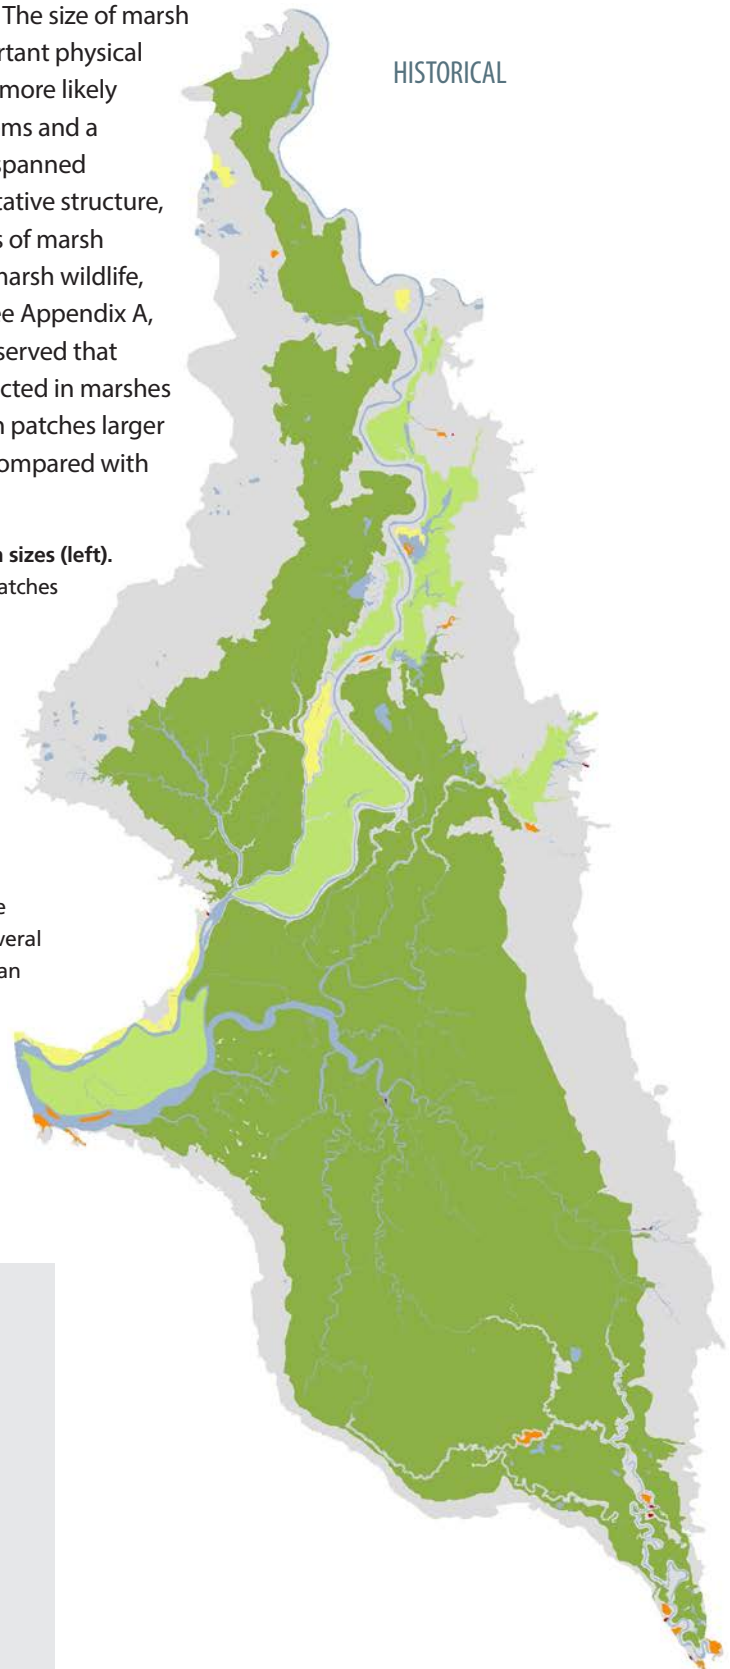 The size of marsh
rtant physical
more likely
ms and a
spanned
tative structure,
s of marsh
marsh wildlife,
e Appendix A,
served that
cted in marshes
n patches larger
ompared with
HISTORICAL
n sizes (left).
atches
e
veral
an